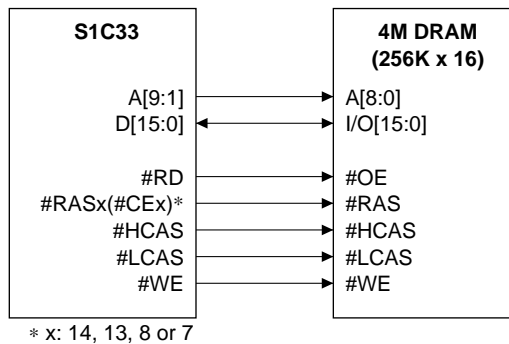 S1C33
A[9:1]
D[15:0]
#RD
#RASx(#CEx)*
#HCAS
#LCAS
#WE
4M DRAM
(256K x 16)
A[8:0]
I/O[15:0]
#OE
#RAS
#HCAS
#LCAS
#WE
* x: 14, 13, 8 or 7